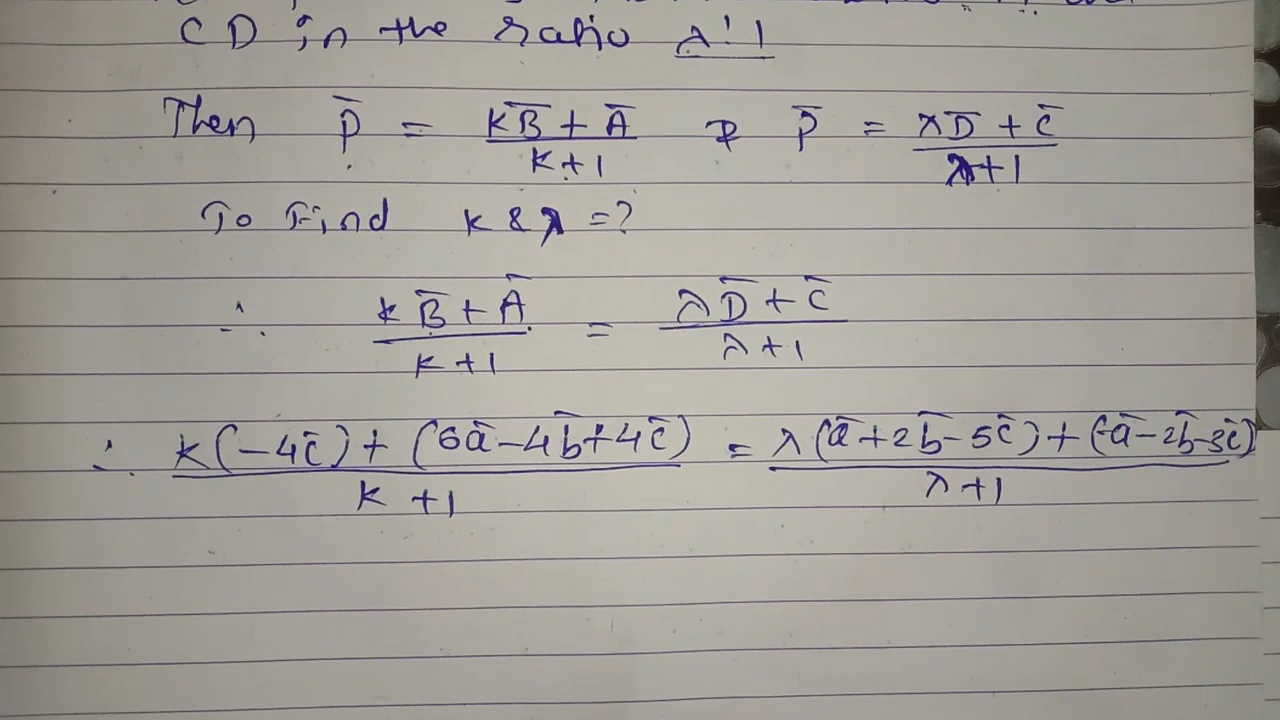 CD in the ratio λ:1
Then P̄ = (kB̄ + Ā)/(k+1) & P̄ = (λD̄ + C̄)/(λ+1)
To Find k & λ = ?
∴ (kB̄ + Ā)/(k+1) = (λD̄ + C̄)/(λ+1)
∴ (k(-4c̄) + (6ā - 4b̄ + 4c̄))/(k+1) = (λ(ā + 2b̄ - 5c̄) + (-ā - 2b̄ - 3c̄))/(λ+1)